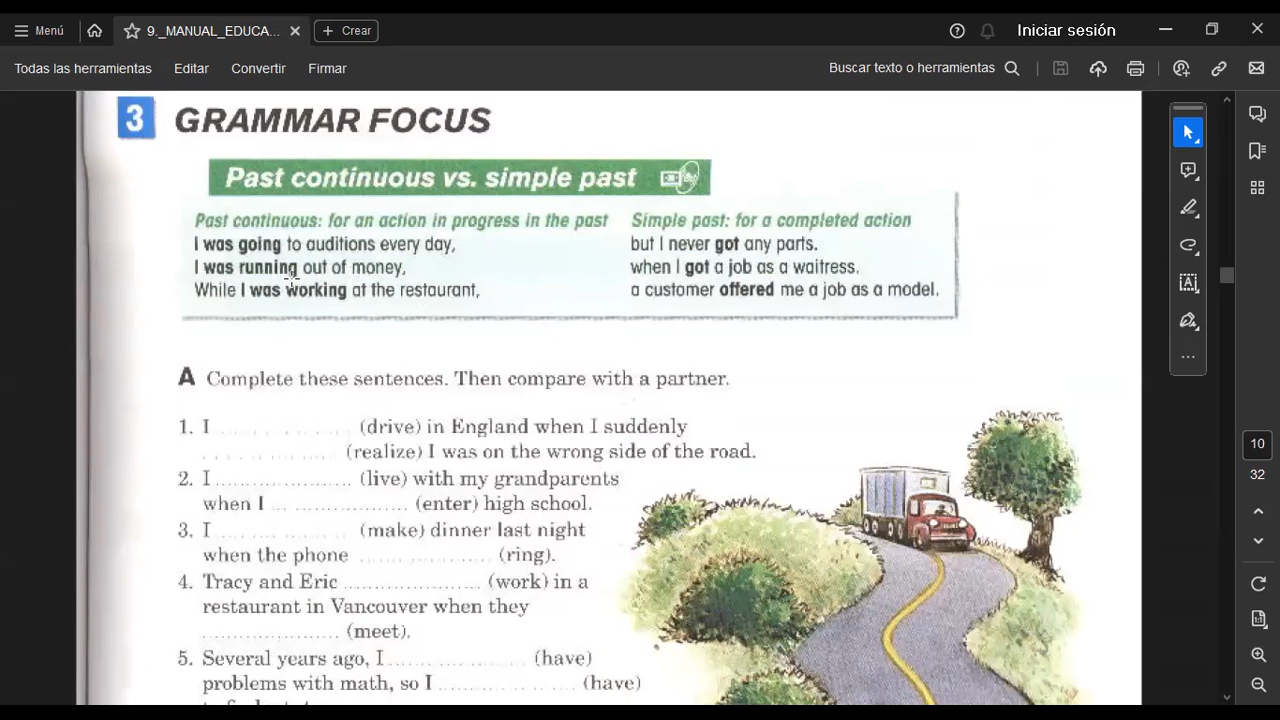 Menú
9._MANUAL_EDUCA...
Crear
Iniciar sesión
Todas las herramientas
Editar
Convertir
Firmar
Buscar texto o herramientas
3 GRAMMAR FOCUS
Past continuous vs. simple past
Past continuous: for an action in progress in the past
Simple past: for a completed action
I was going to auditions every day,
but I never got any parts.
I was running out of money,
when I got a job as a waitress.
While I was working at the restaurant,
a customer offered me a job as a model.
A Complete these sentences. Then compare with a partner.
1. I .................... (drive) in England when I suddenly
.................... (realize) I was on the wrong side of the road.
2. I .................... (live) with my grandparents
when I .................... (enter) high school.
3. I .................... (make) dinner last night
when the phone .................... (ring).
4. Tracy and Eric .................... (work) in a
restaurant in Vancouver when they
.................... (meet).
5. Several years ago, I .................... (have)
problems with math, so I .................... (have)
10
32